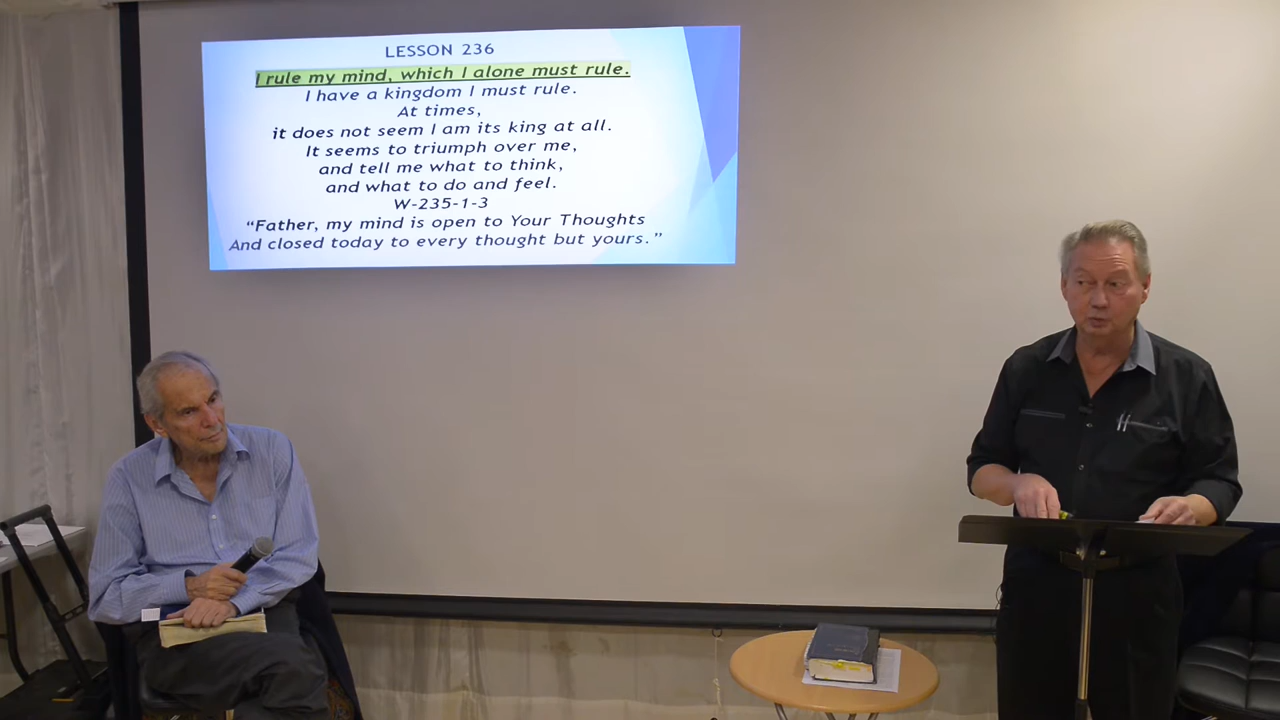 LESSON 236
I rule my mind, which I alone must rule.
I have a kingdom I must rule.
At times,
it does not seem I am its king at all.
It seems to triumph over me,
and tell me what to think,
and what to do and feel.
W-235-1-3
“Father, my mind is open to Your Thoughts
And closed today to every thought but yours.”